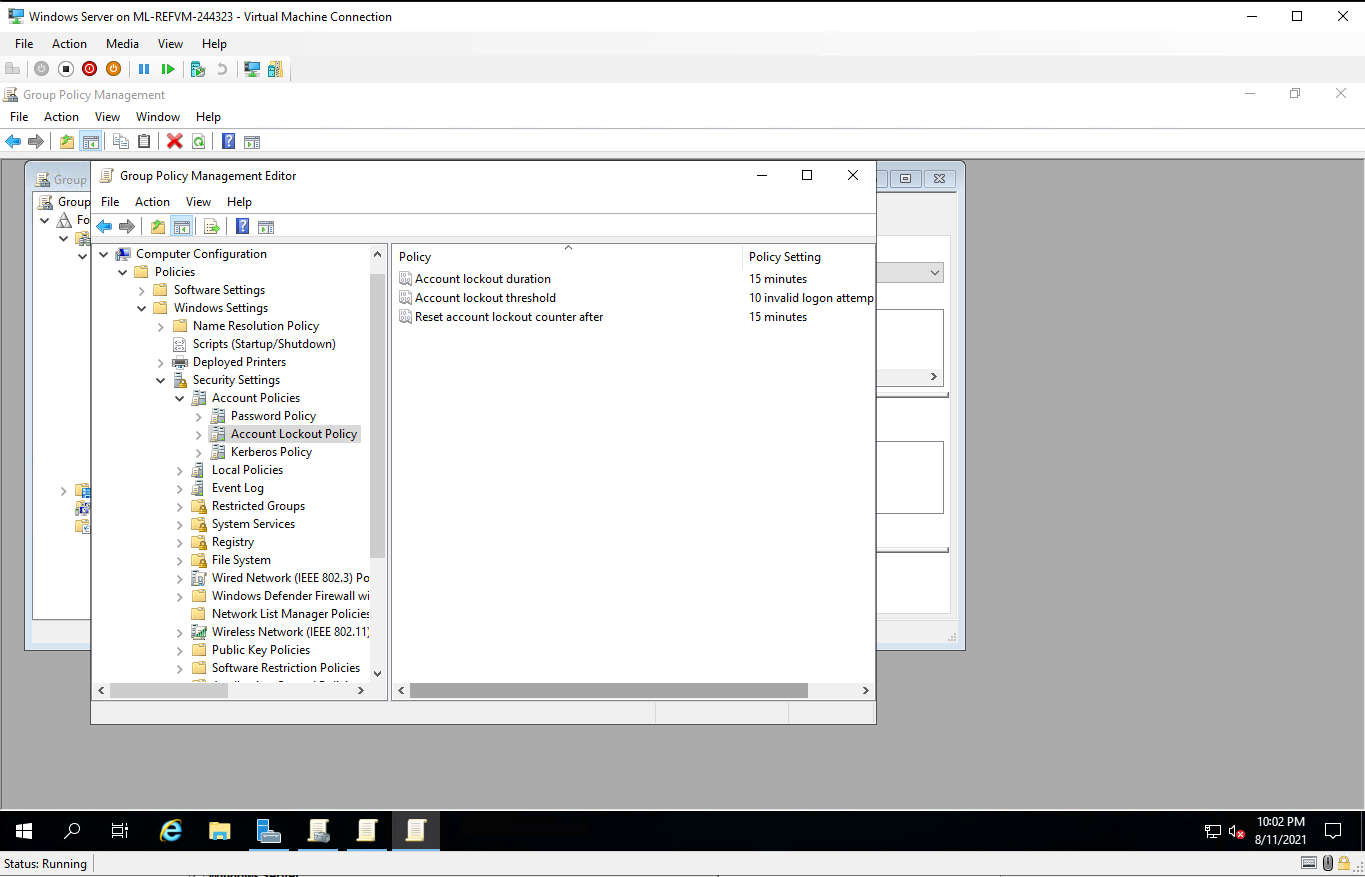 Windows Server on ML-REFVM-244323 - Virtual Machine Connection
File Action Media View Help
Group Policy Management
File Action View Window Help
Group
Group Policy Management Editor
Group
File Action View Help
Fo
Computer Configuration
Policies
Software Settings
Windows Settings
Name Resolution Policy
Scripts (Startup/Shutdown)
Deployed Printers
Security Settings
Account Policies
Password Policy
Account Lockout Policy
Kerberos Policy
Local Policies
Event Log
Restricted Groups
System Services
Registry
File System
Wired Network (IEEE 802.3) Po
Windows Defender Firewall wi
Network List Manager Policies
Wireless Network (IEEE 802.11)
Public Key Policies
Software Restriction Policies
Policy Policy Setting
Account lockout duration 15 minutes
Account lockout threshold 10 invalid logon attemp
Reset account lockout counter after 15 minutes
10:02 PM
8/11/2021
Status: Running